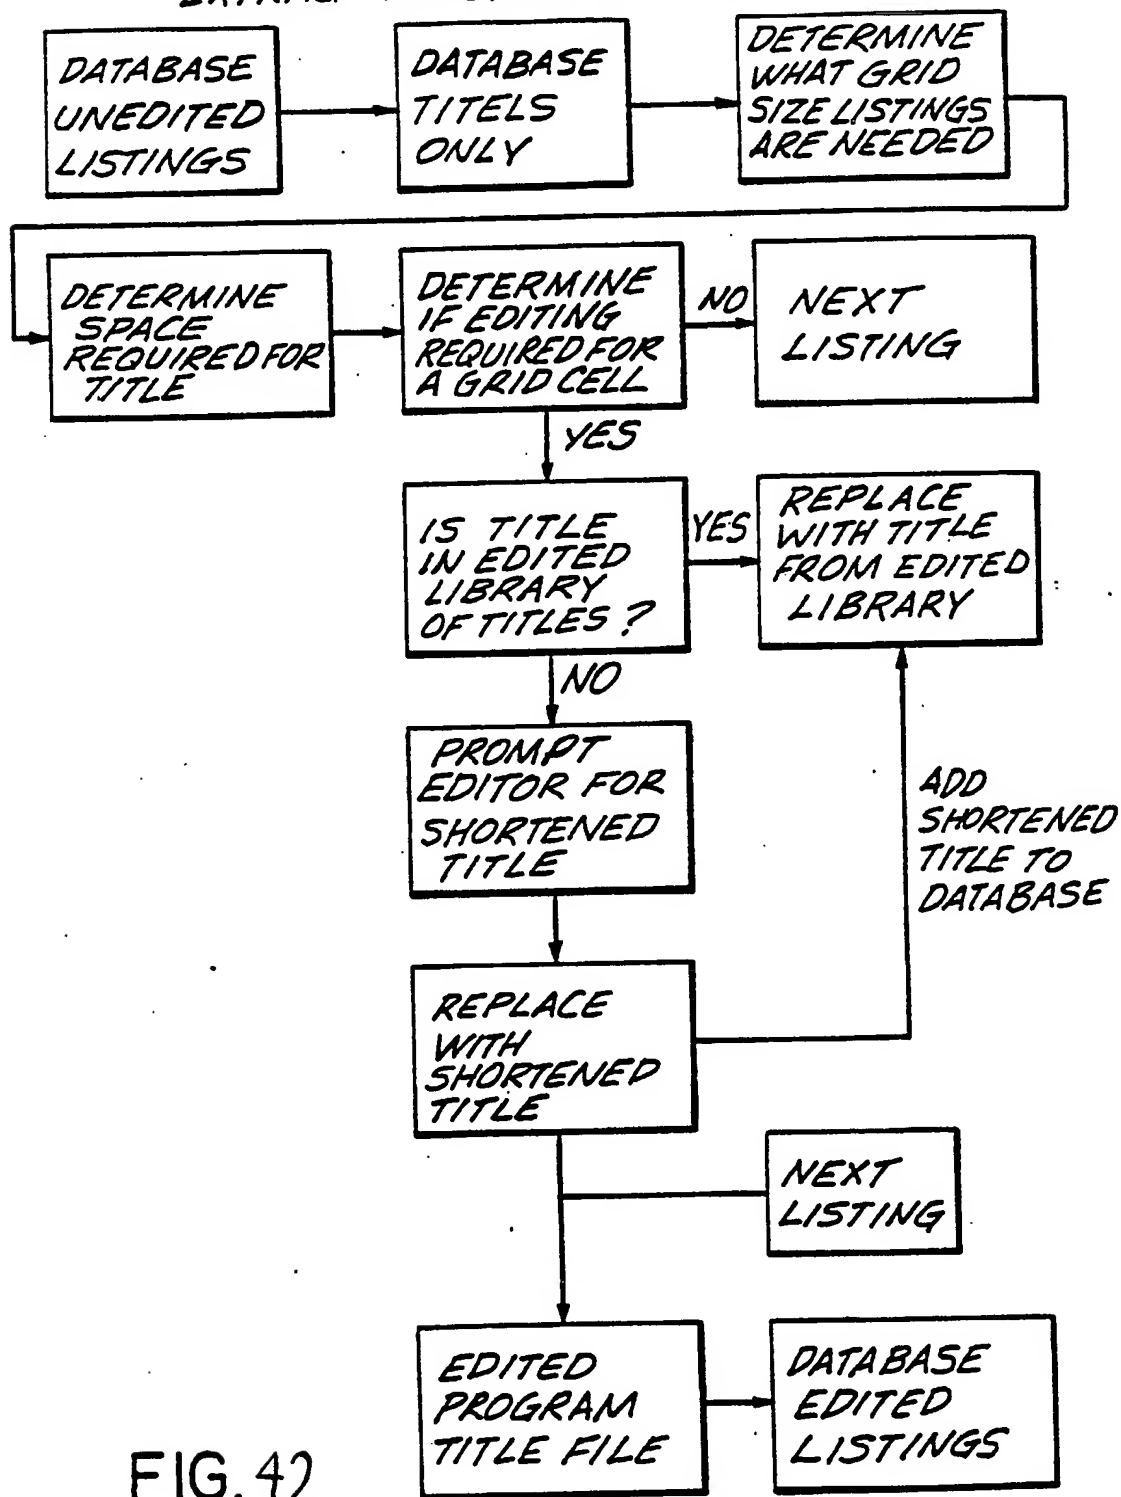 DATABASE
UNEDITED
LISTINGS
DATABASE
TITELS
ONLY
DETERMINE
WHAT GRID
SIZE LISTINGS
ARE NEEDED
DETERMINE
SPACE
REQUIRED FOR
TITLE
DETERMINE
IF EDITING
REQUIRED FOR
A GRID CELL
NO
NEXT
LISTING
YES
IS TITLE
IN EDITED
LIBRARY
OF TITLES?
YES
REPLACE
WITH TITLE
FROM EDITED
LIBRARY
NO
PROMPT
EDITOR FOR
SHORTENED
TITLE
ADD
SHORTENED
TITLE TO
DATABASE
REPLACE
WITH
SHORTENED
TITLE
NEXT
LISTING
EDITED
PROGRAM
TITLE FILE
DATABASE
EDITED
LISTINGS
FIG. 42